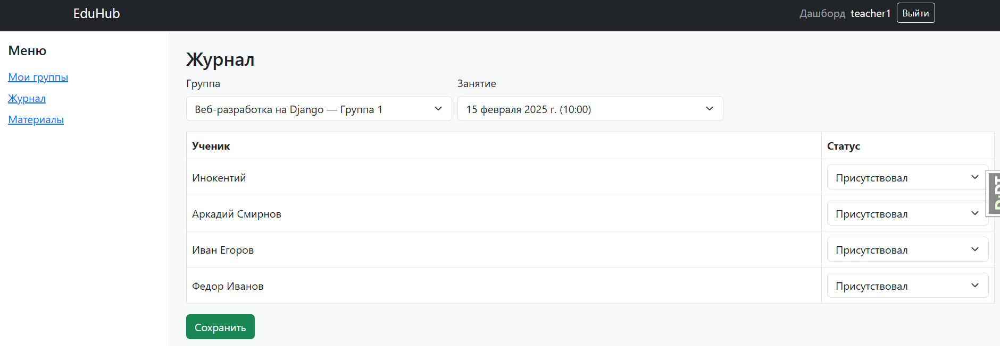 EduHub
Дашборд teacher1 Выйти
Меню
Мои группы
Журнал
Материалы
Журнал
Группа Занятие
Веб-разработка на Django — Группа 1 15 февраля 2025 г. (10:00)
Ученик Статус
Инокентий Присутствовал
Аркадий Смирнов Присутствовал
Иван Егоров Присутствовал
Федор Иванов Присутствовал
Сохранить